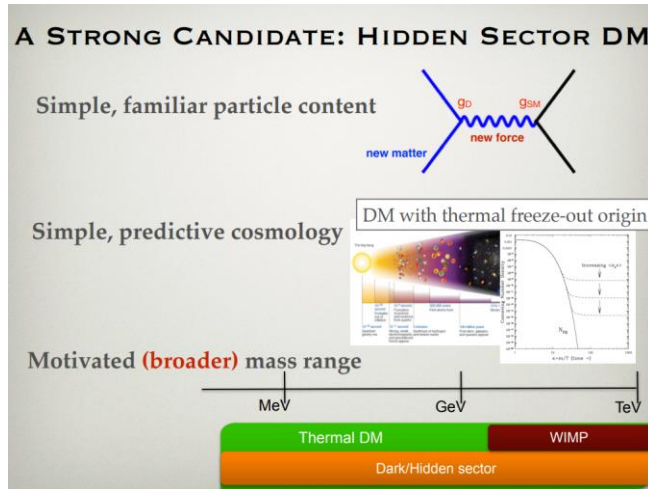 A STRONG CANDIDATE: HIDDEN SECTOR DM
Simple, familiar particle content
gD
gSM
new matter
new force
Simple, predictive cosmology
DM with thermal freeze-out origin
Increasing
Motivated (broader) mass range
MeV
GeV
TeV
Thermal DM
WIMP
Dark/Hidden sector